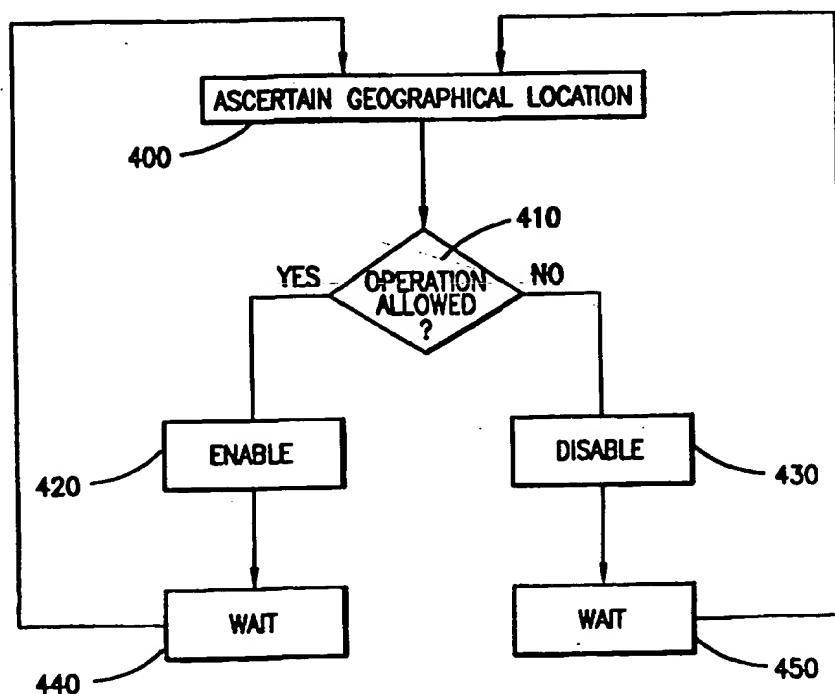 ASCERTAIN GEOGRAPHICAL LOCATION
400
410
YES
OPERATION
ALLOWED
?
NO
ENABLE
420
DISABLE
430
WAIT
440
WAIT
450